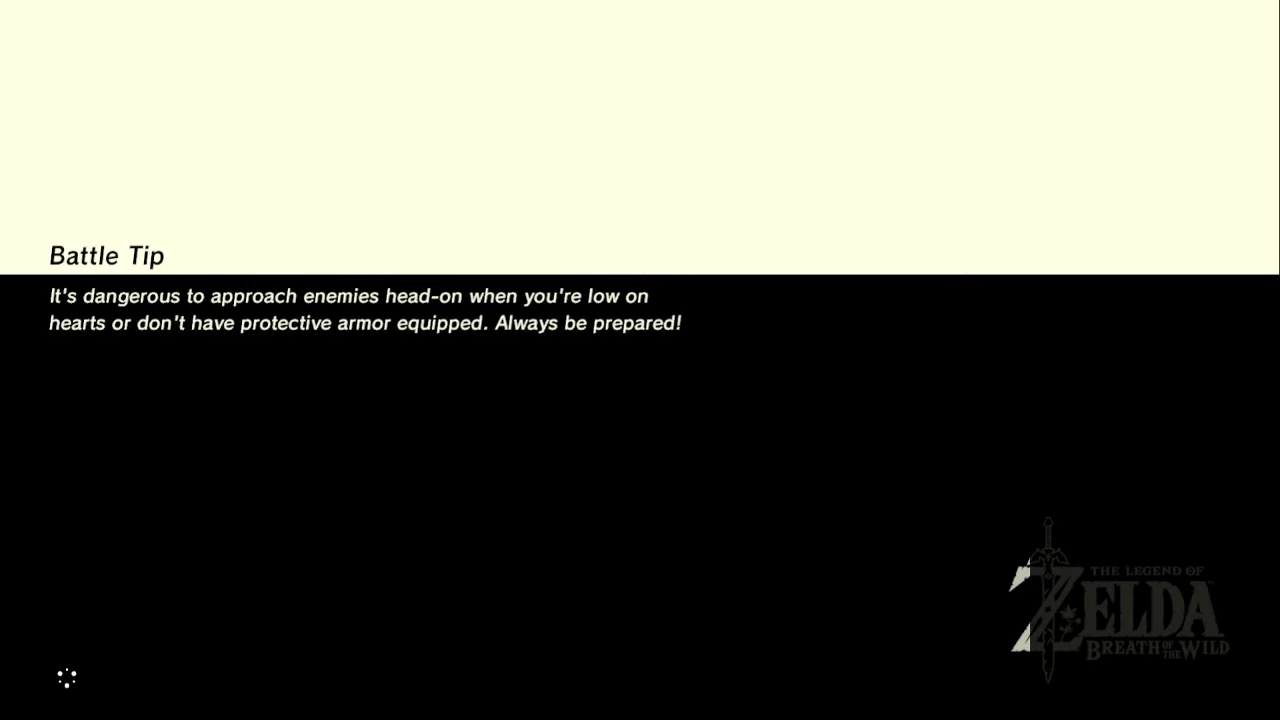 Battle Tip
It's dangerous to approach enemies head-on when you're low on
hearts or don't have protective armor equipped. Always be prepared!
THE LEGEND OF
ZELDA
BREATH OF THE WILD